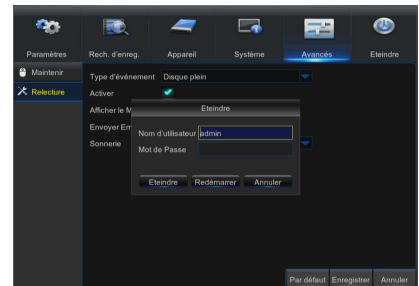 Paramètres Rech. d'enreg. Appareil Système Avancés Eteindre
Maintenir
Relecture
Type d'événement Disque plein
Activer
Afficher le M
Envoyer Em
Sonnerie
Eteindre
Nom d'utilisateur admin
Mot de Passe
Eteindre Redémarrer Annuler
Par défaut Enregistrer Annuler